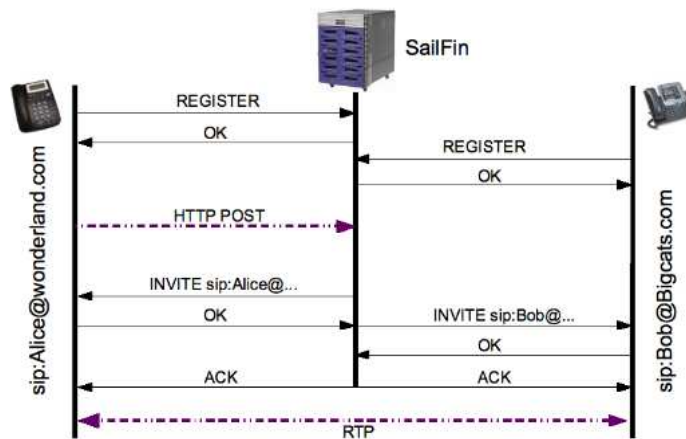 SailFin
REGISTER
OK
REGISTER
OK
HTTP POST
INVITE sip:Alice@...
OK
INVITE sip:Bob@...
OK
ACK
ACK
RTP
sip:Alice@wonderland.com
sip:Bob@Bigcats.com